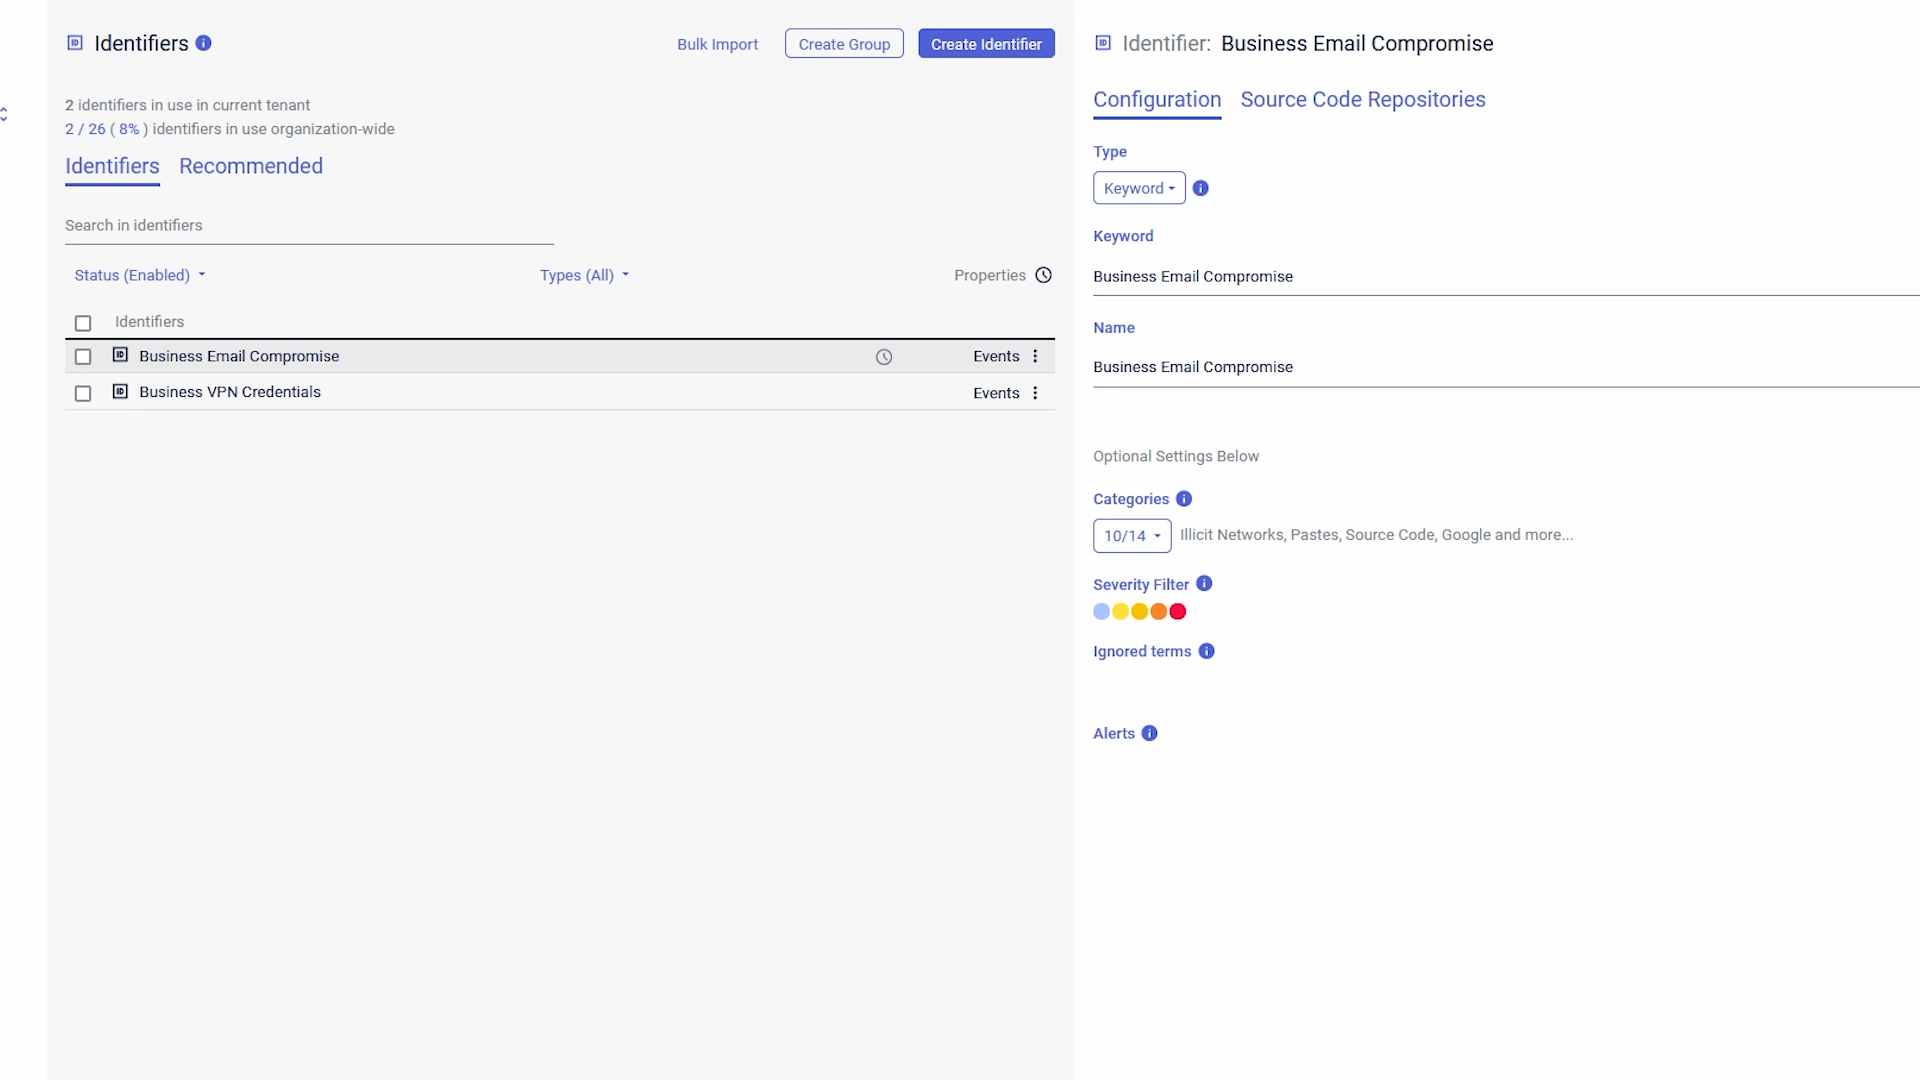 Identifiers
Bulk Import
Create Group
Create Identifier
2 identifiers in use in current tenant
2 / 26 ( 8% ) identifiers in use organization-wide
Identifiers Recommended
Search in identifiers
Status (Enabled)
Types (All)
Properties
Identifiers
Business Email Compromise
Events
Business VPN Credentials
Events
Identifier: Business Email Compromise
Configuration Source Code Repositories
Type
Keyword
Keyword
Business Email Compromise
Name
Business Email Compromise
Optional Settings Below
Categories
10/14 Illicit Networks, Pastes, Source Code, Google and more...
Severity Filter
Ignored terms
Alerts